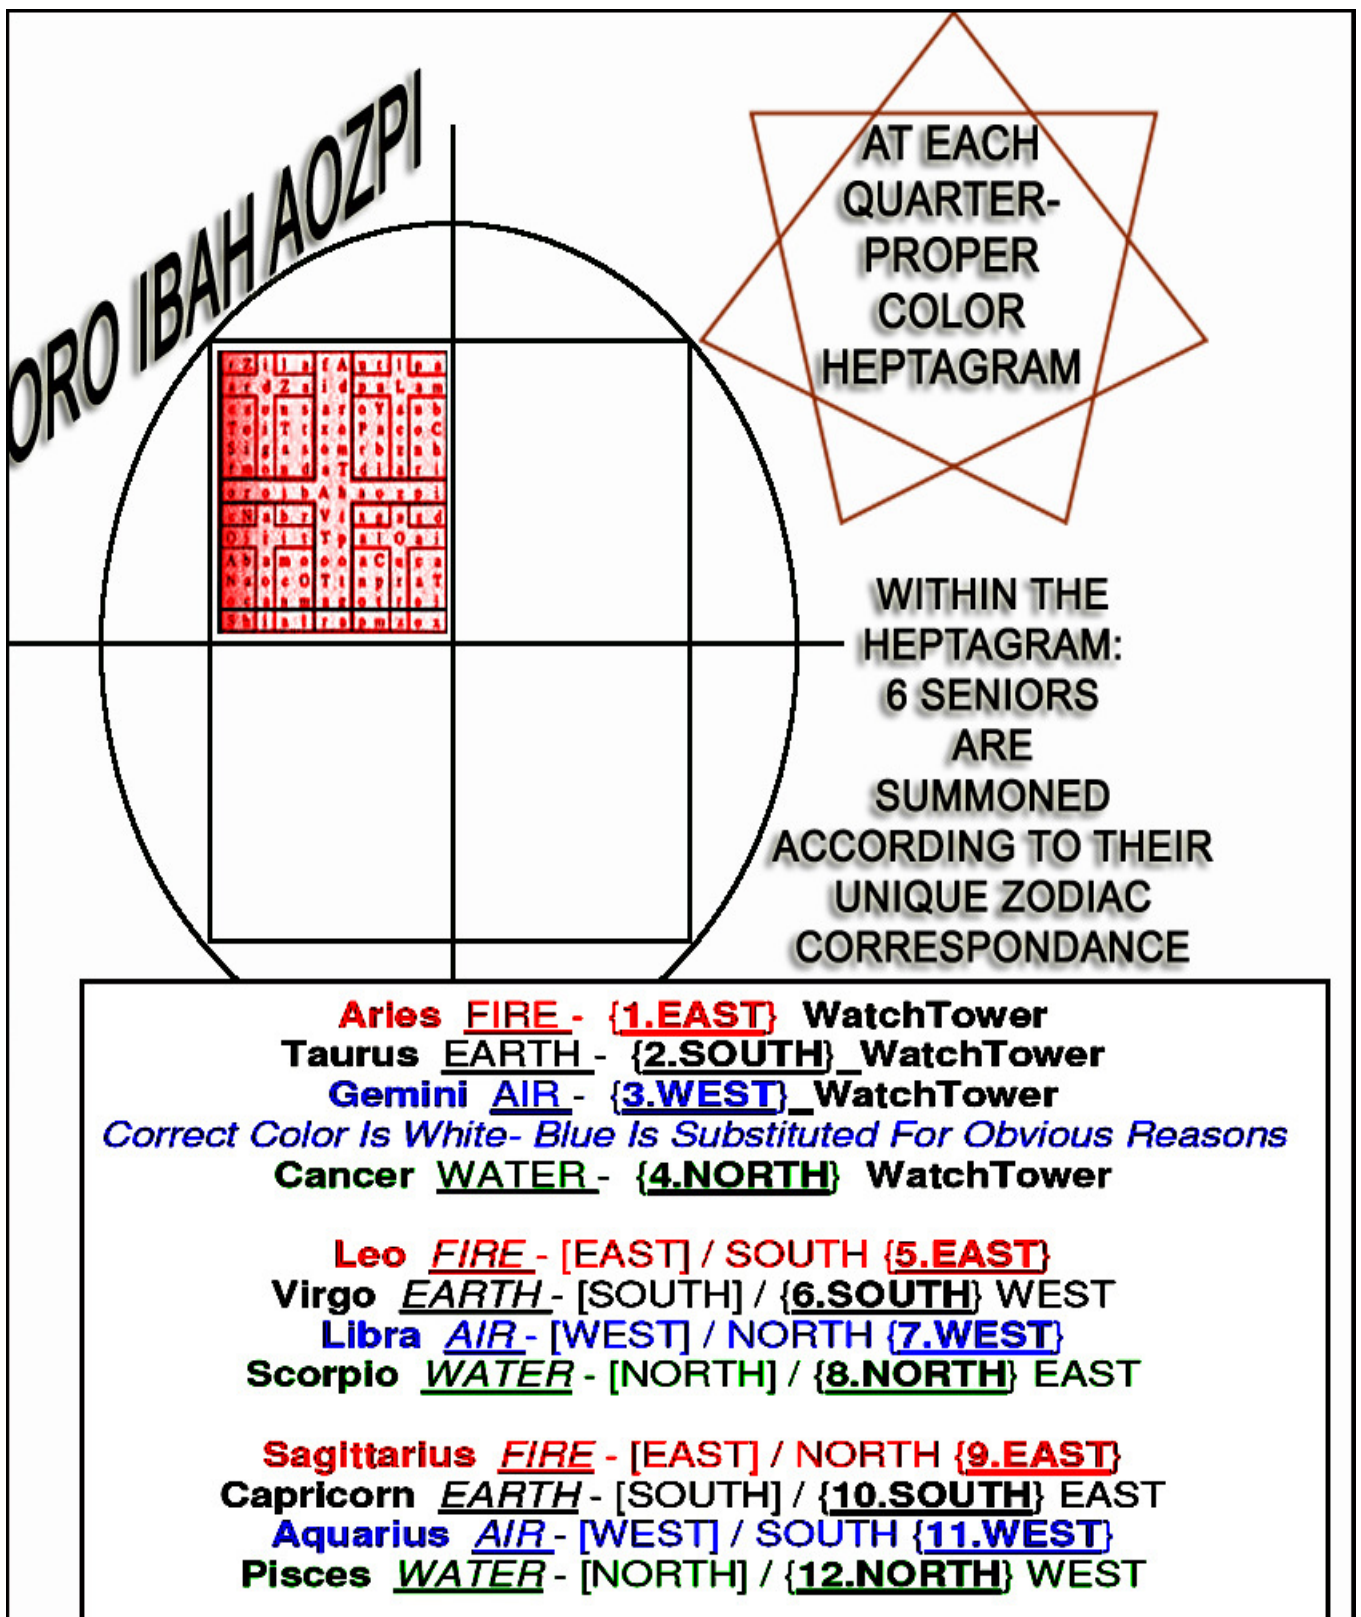 ORO IBAH AOZPI
AT EACH
QUARTER-
PROPER
COLOR
HEPTAGRAM
WITHIN THE
HEPTAGRAM:
6 SENIORS
ARE
SUMMONED
ACCORDING TO THEIR
UNIQUE ZODIAC
CORRESPONDANCE
Aries FIRE - {1.EAST} WatchTower
Taurus EARTH - {2.SOUTH}_WatchTower
Gemini AIR - {3.WEST}_WatchTower
Correct Color Is White- Blue Is Substituted For Obvious Reasons
Cancer WATER - {4.NORTH} WatchTower
Leo FIRE - [EAST] / SOUTH {5.EAST}
Virgo EARTH - [SOUTH] / {6.SOUTH} WEST
Libra AIR - [WEST] / NORTH {7.WEST}
Scorpio WATER - [NORTH] / {8.NORTH} EAST
Sagittarius FIRE - [EAST] / NORTH {9.EAST}
Capricorn EARTH - [SOUTH] / {10.SOUTH} EAST
Aquarius AIR - [WEST] / SOUTH {11.WEST}
Pisces WATER - [NORTH] / {12.NORTH} WEST